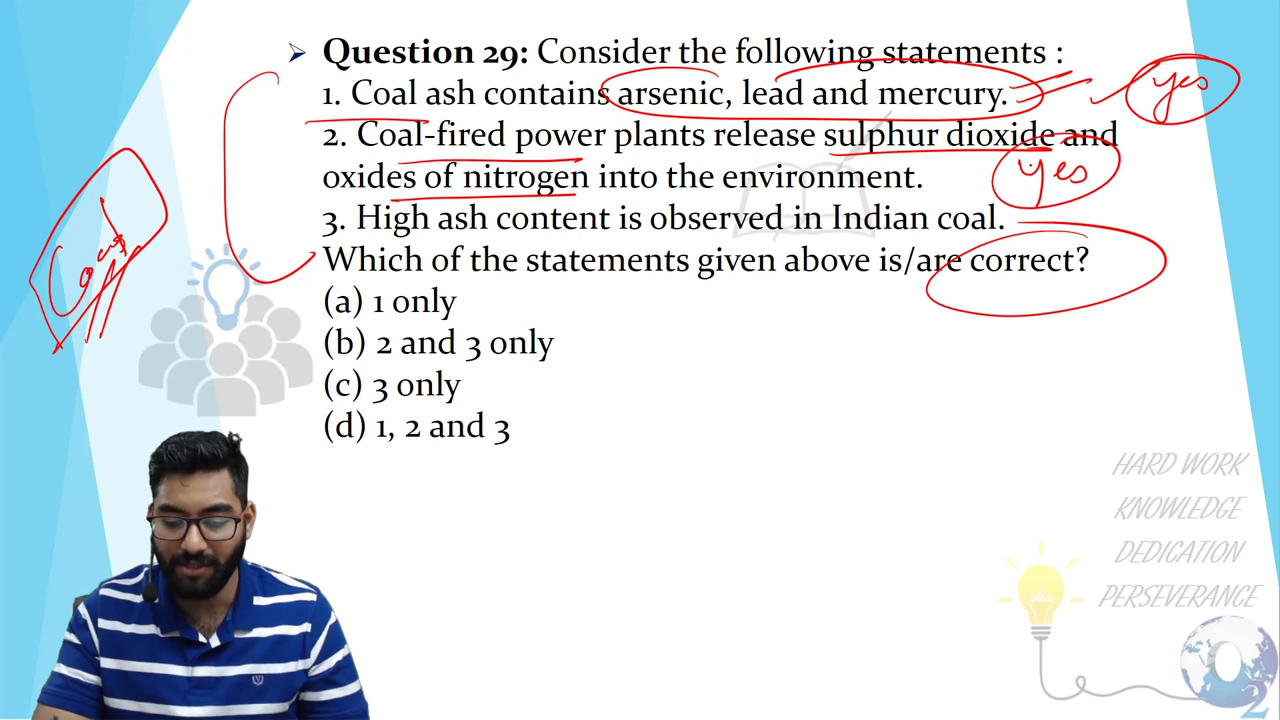 ➢ Question 29: Consider the following statements :
1. Coal ash contains arsenic, lead and mercury.
yes
2. Coal-fired power plants release sulphur dioxide and
oxides of nitrogen into the environment.
yes
3. High ash content is observed in Indian coal.
Which of the statements given above is/are correct?
(a) 1 only
(b) 2 and 3 only
(c) 3 only
(d) 1, 2 and 3
HARD WORK
KNOWLEDGE
DEDICATION
PERSEVERANCE
O2